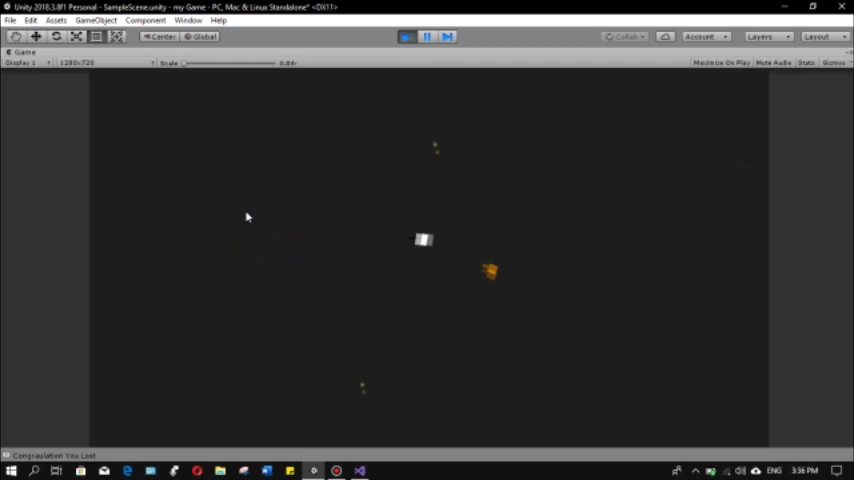 Unity 2018.3.8f1 Personal - SampleScene.unity - my Game - PC, Mac & Linux Standalone* <DX11>
File Edit Assets GameObject Component Window Help
Center Global Collab Account Layers Layout
Game
Display 1 1280x720 Scale Maximize On Play Mute Audio Stats Gizmos
Congraulation You Lost
ENG 3:36 PM